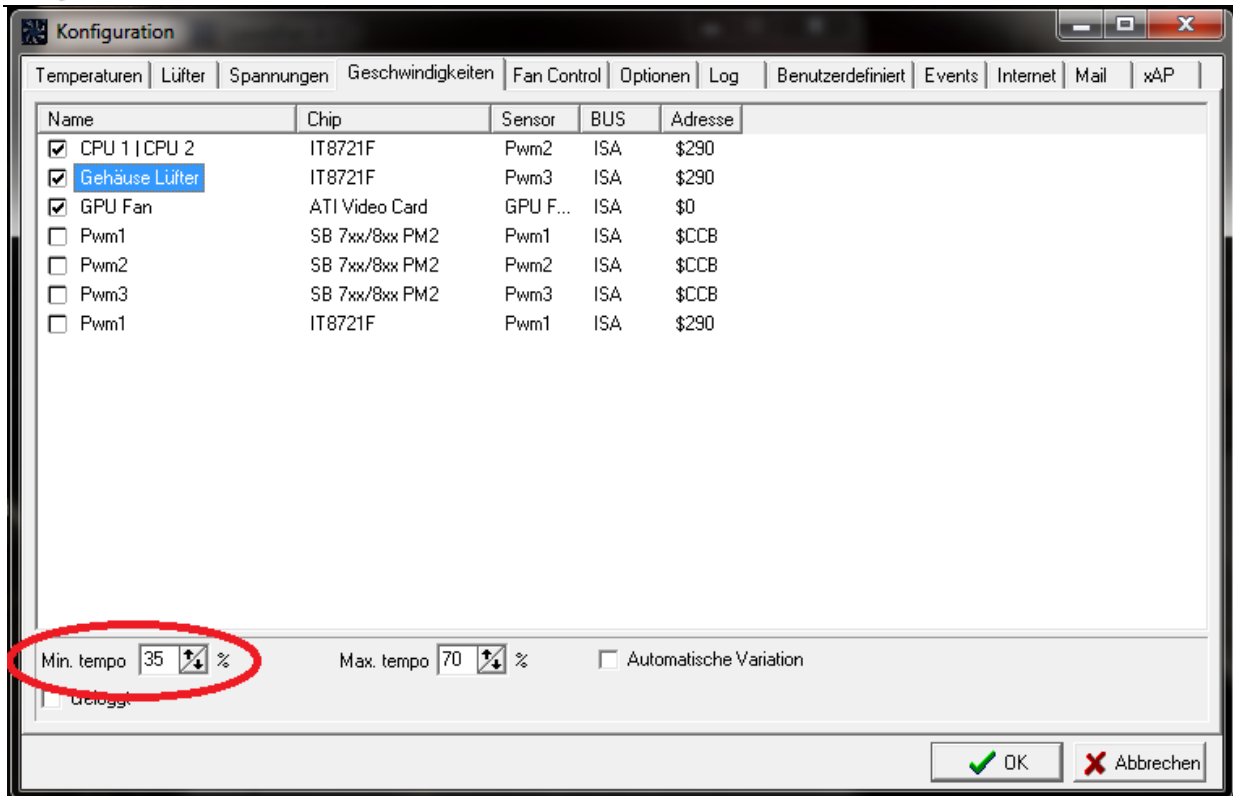 Konfiguration
Temperaturen Lüfter Spannungen Geschwindigkeiten Fan Control Optionen Log Benutzerdefiniert Events Internet Mail xAP
Name Chip Sensor BUS Adresse
CPU 1 | CPU 2 IT8721F Pwm2 ISA $290
Gehäuse Lüfter IT8721F Pwm3 ISA $290
GPU Fan ATI Video Card GPU F... ISA $0
Pwm1 SB 7xx/8xx PM2 Pwm1 ISA $CCB
Pwm2 SB 7xx/8xx PM2 Pwm2 ISA $CCB
Pwm3 SB 7xx/8xx PM2 Pwm3 ISA $CCB
Pwm1 IT8721F Pwm1 ISA $290
Min. tempo 35 % Max. tempo 70 % Automatische Variation
Geloggt
OK Abbrechen